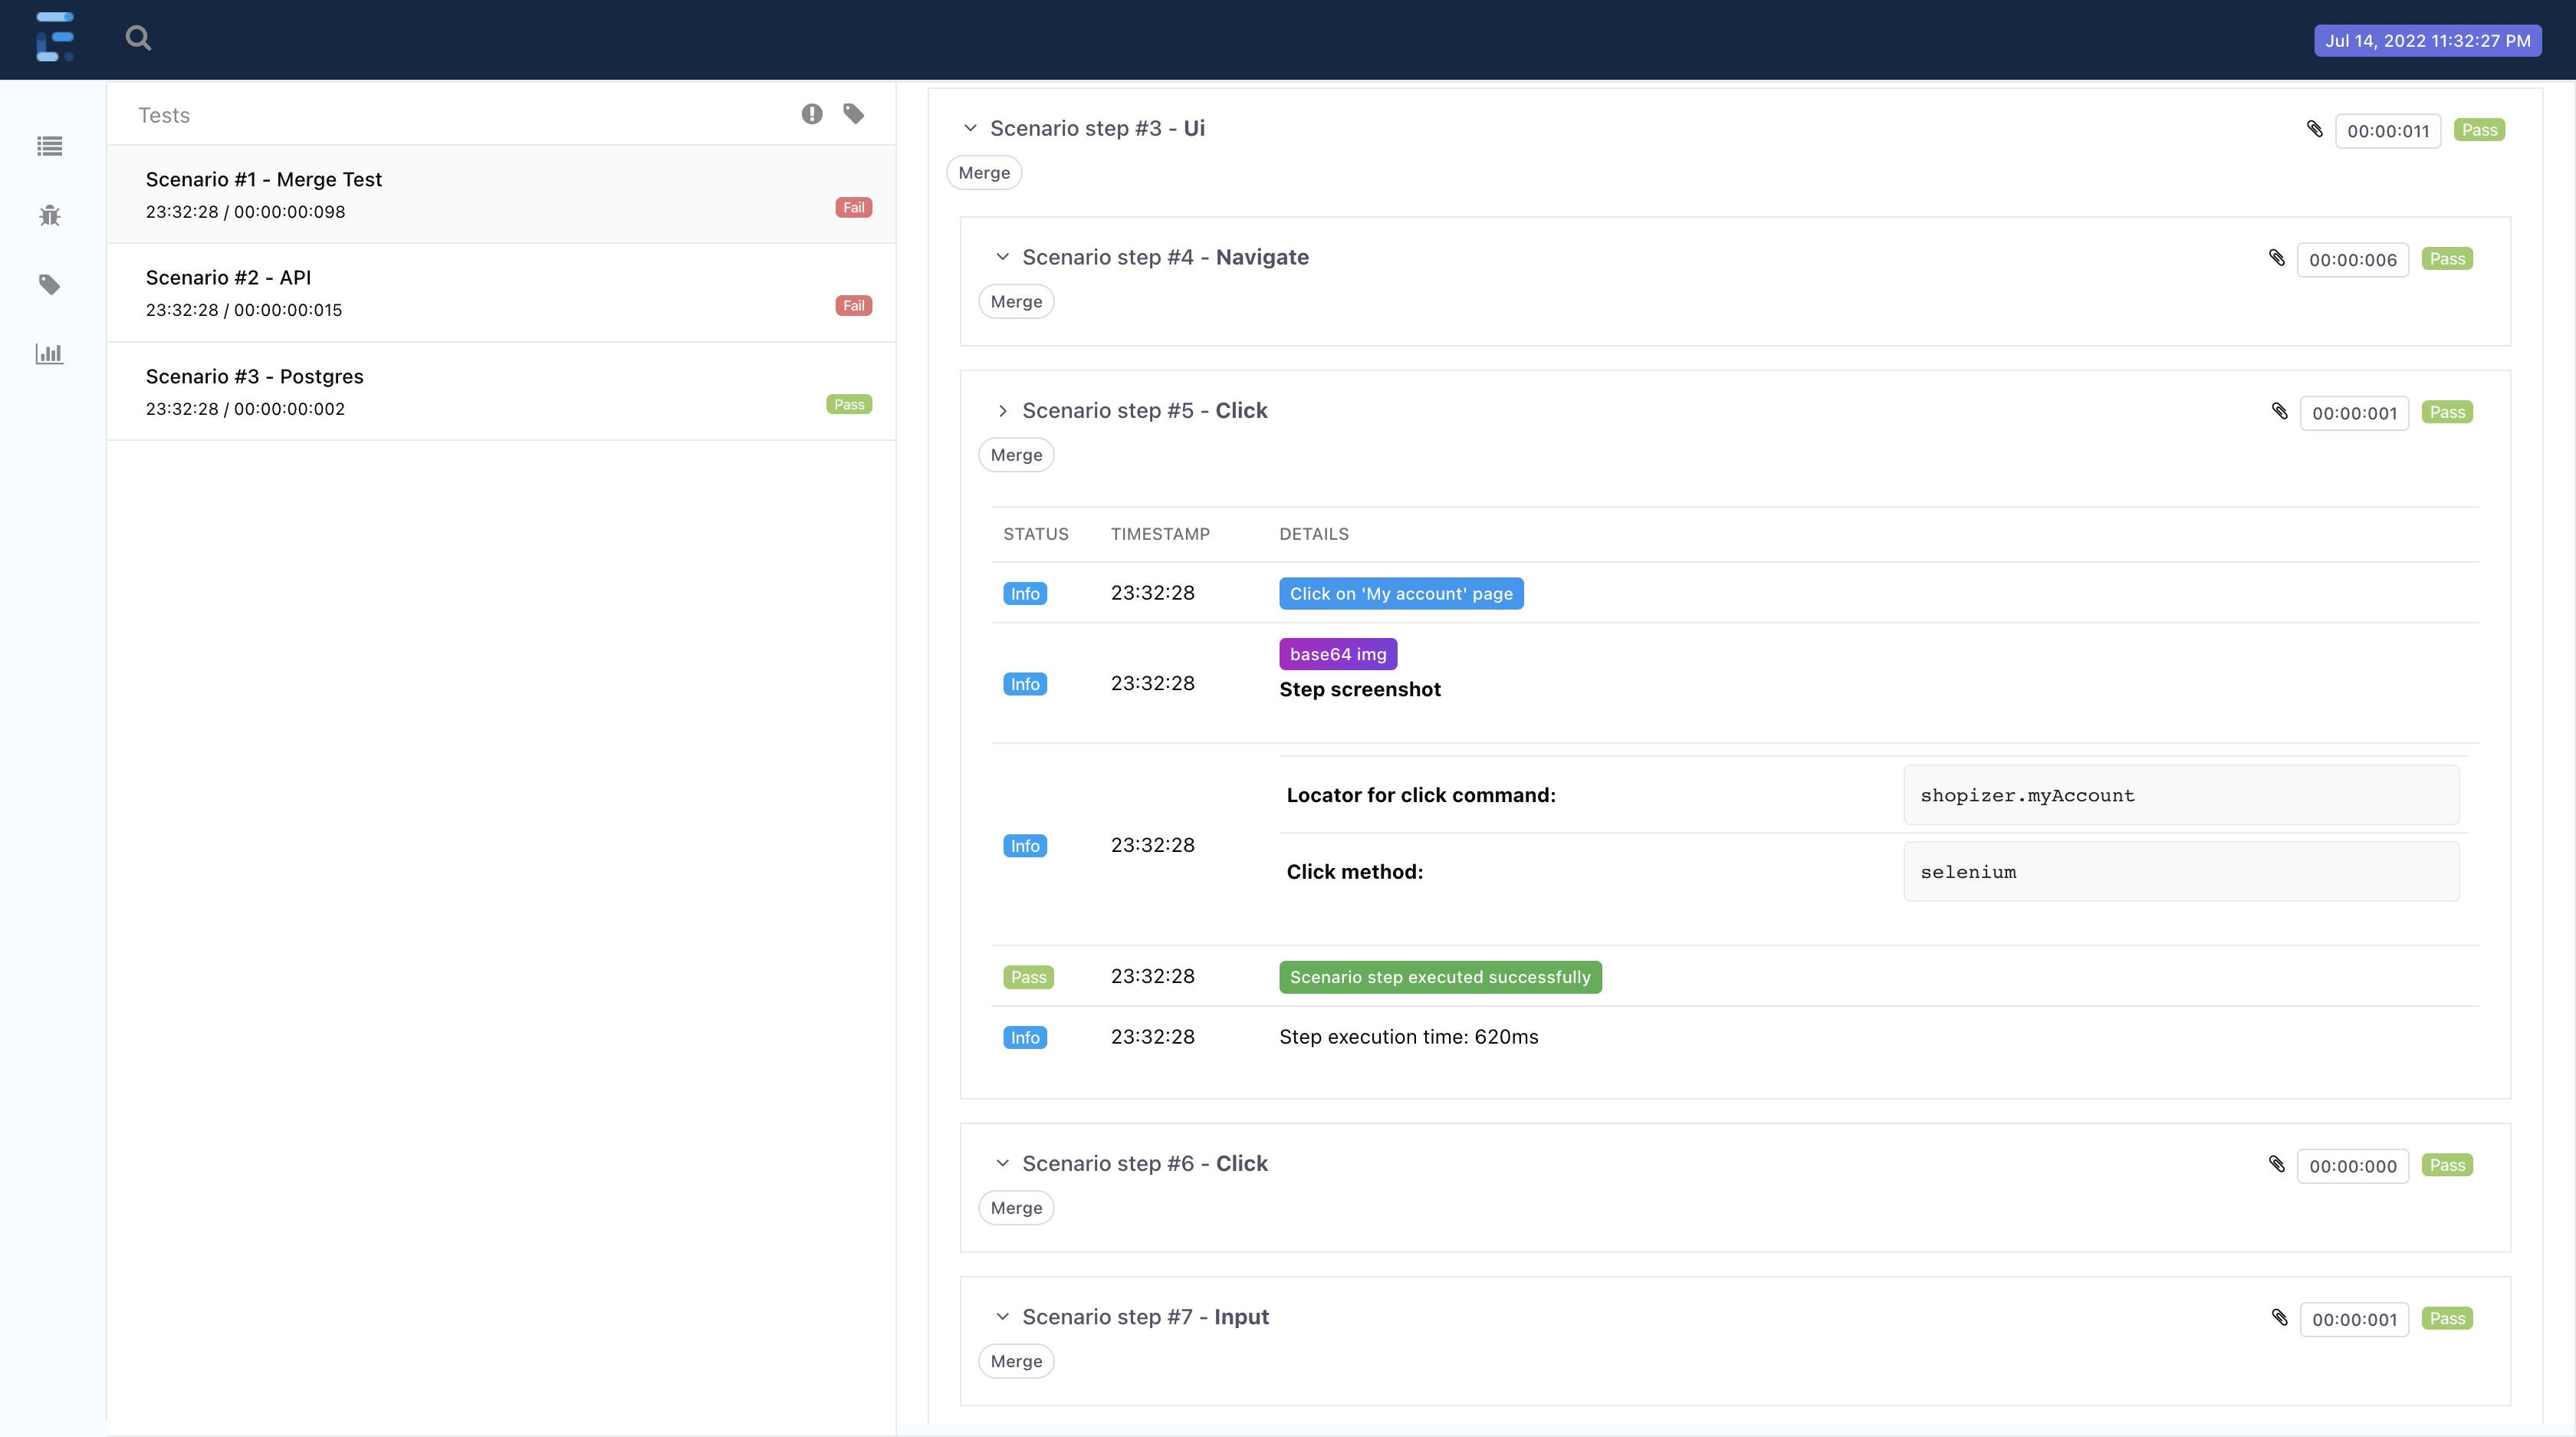 Jul 14, 2022 11:32:27 PM
Tests
Scenario #1 - Merge Test
23:32:28 / 00:00:00:098
Fail
Scenario #2 - API
23:32:28 / 00:00:00:015
Fail
Scenario #3 - Postgres
23:32:28 / 00:00:00:002
Pass
Scenario step #3 - Ui
00:00:011
Pass
Merge
Scenario step #4 - Navigate
00:00:006
Pass
Merge
Scenario step #5 - Click
00:00:001
Pass
Merge
STATUS TIMESTAMP DETAILS
Info 23:32:28 Click on 'My account' page
base64 img
Info 23:32:28 Step screenshot
Locator for click command: shopizer.myAccount
Info 23:32:28
Click method: selenium
Pass 23:32:28 Scenario step executed successfully
Info 23:32:28 Step execution time: 620ms
Scenario step #6 - Click
00:00:000
Pass
Merge
Scenario step #7 - Input
00:00:001
Pass
Merge